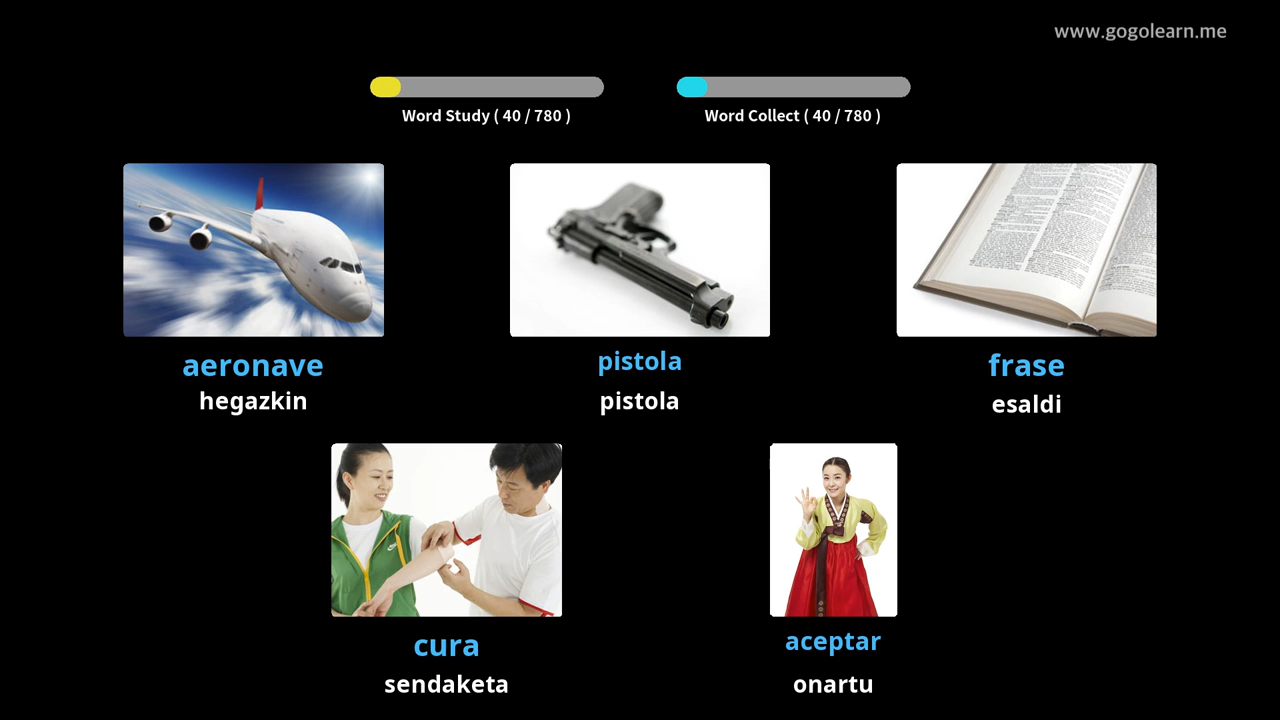 www.gogolearn.me
Word Study ( 40 / 780 )
Word Collect ( 40 / 780 )
aeronave
hegazkin
pistola
pistola
frase
esaldi
cura
sendaketa
aceptar
onartu